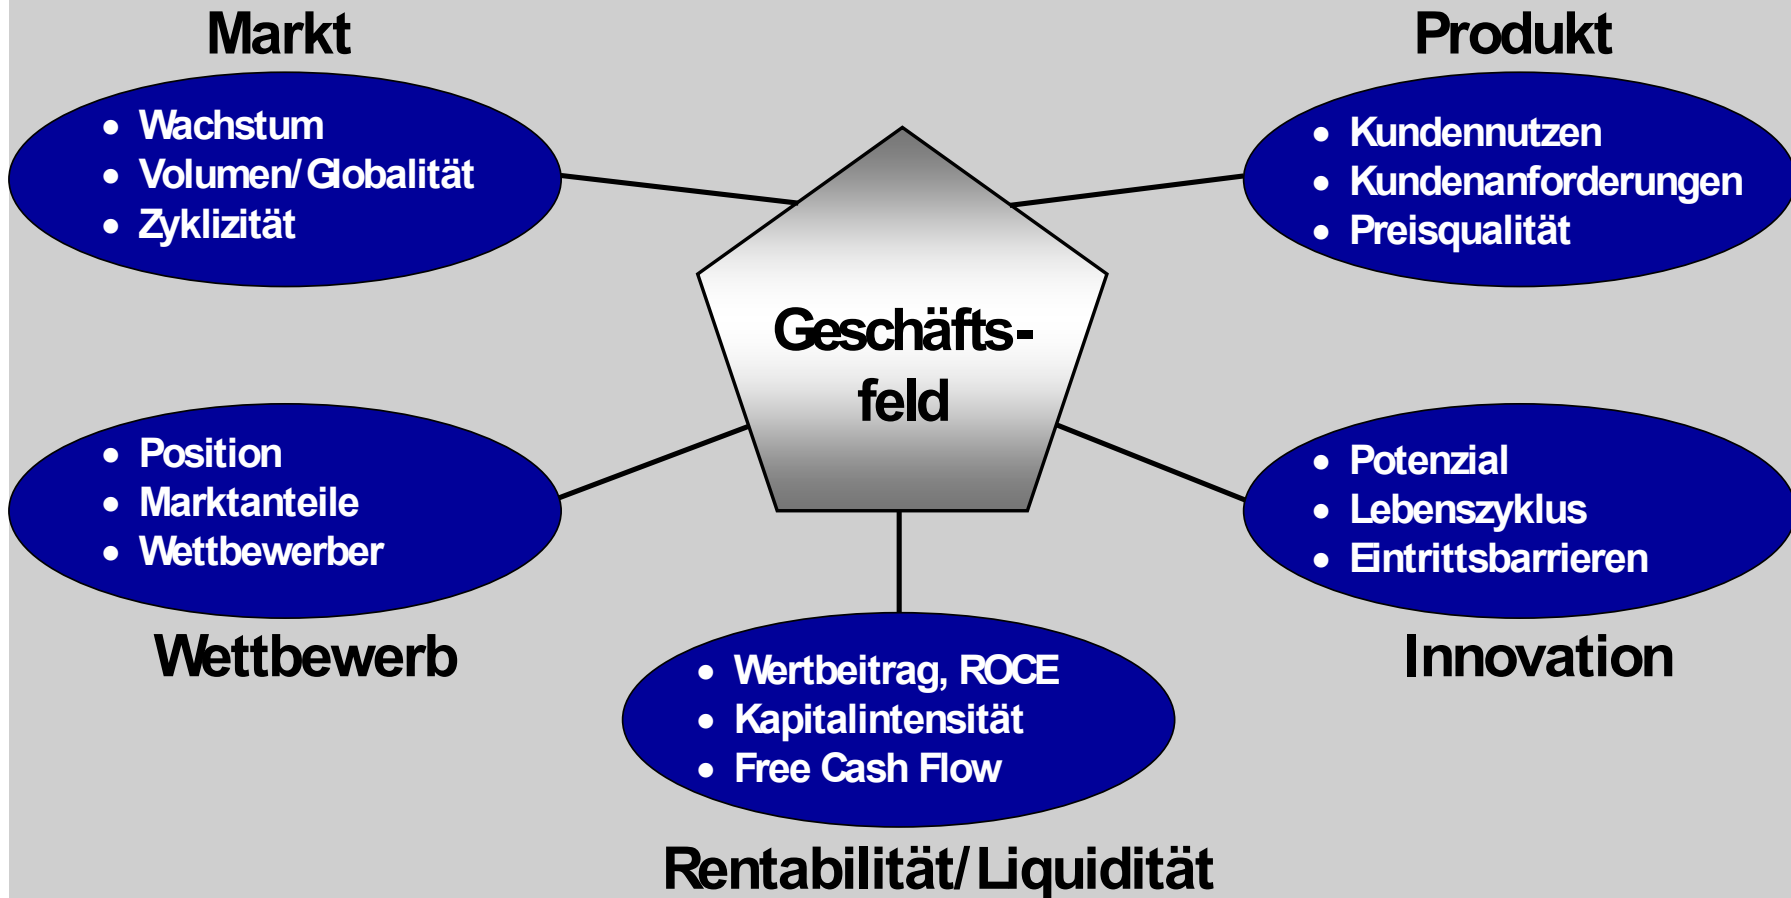 Markt
• Wachstum
• Volumen/Globalität
• Zyklizität
Produkt
• Kundennutzen
• Kundenanforderungen
• Preisqualität
Geschäfts-
feld
• Position
• Marktanteile
• Wettbewerber
Wettbewerb
• Potenzial
• Lebenszyklus
• Eintrittsbarrieren
Innovation
• Wertbeitrag, ROCE
• Kapitalintensität
• Free Cash Flow
Rentabilität/Liquidität